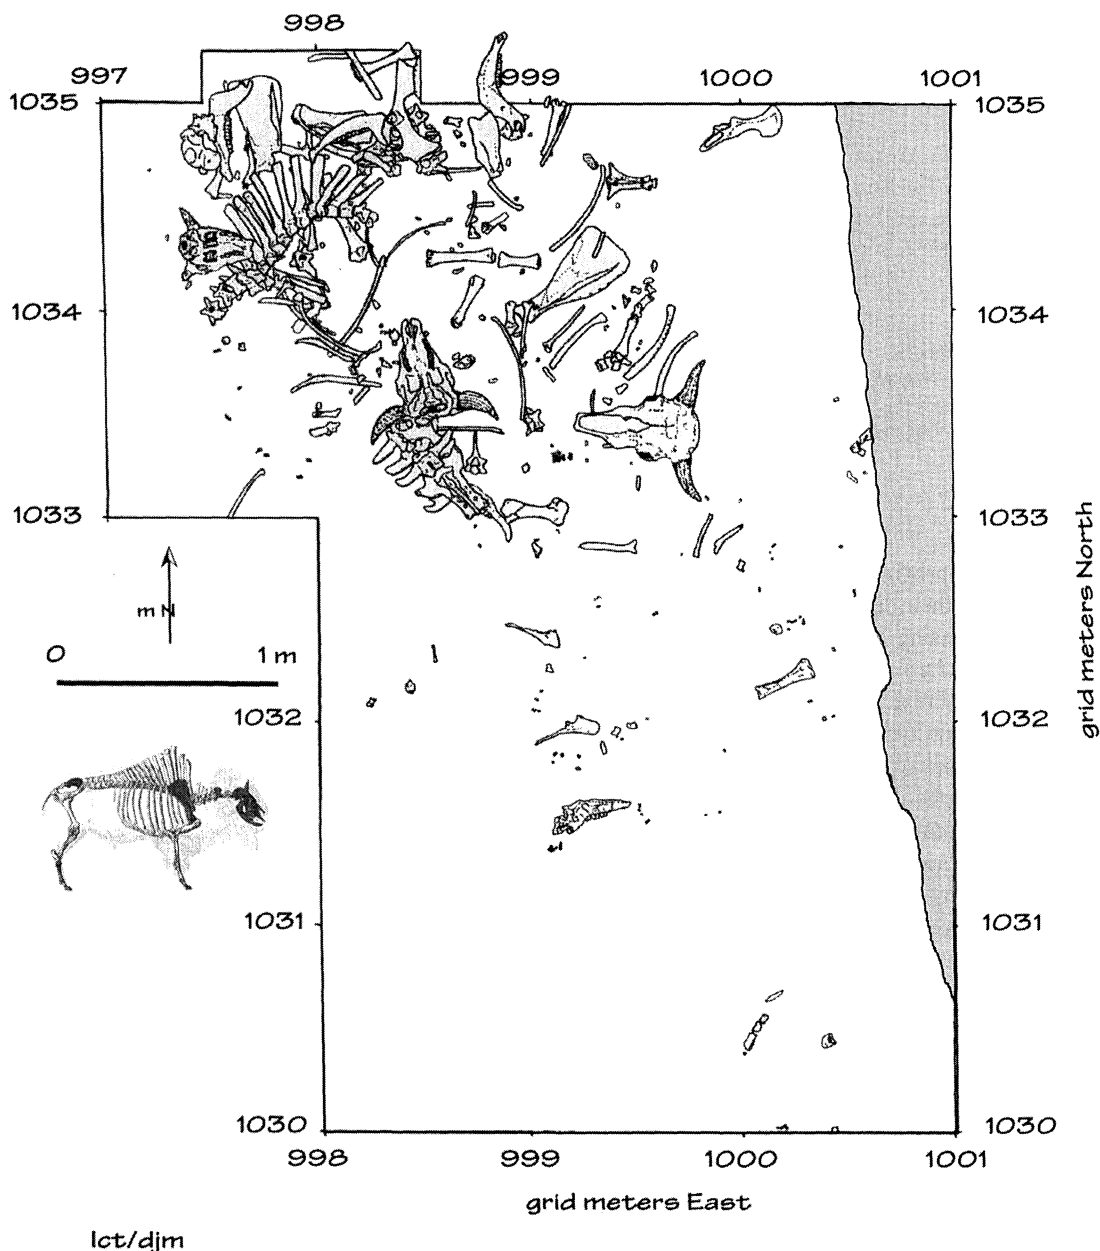 998
997 999 1000 1001
1035 1035
1034 1034
1033 1033
m N
0 1 m
1032 1032
1031 1031
1030 1030
998 999 1000 1001
grid meters East
grid meters North
lct/djm